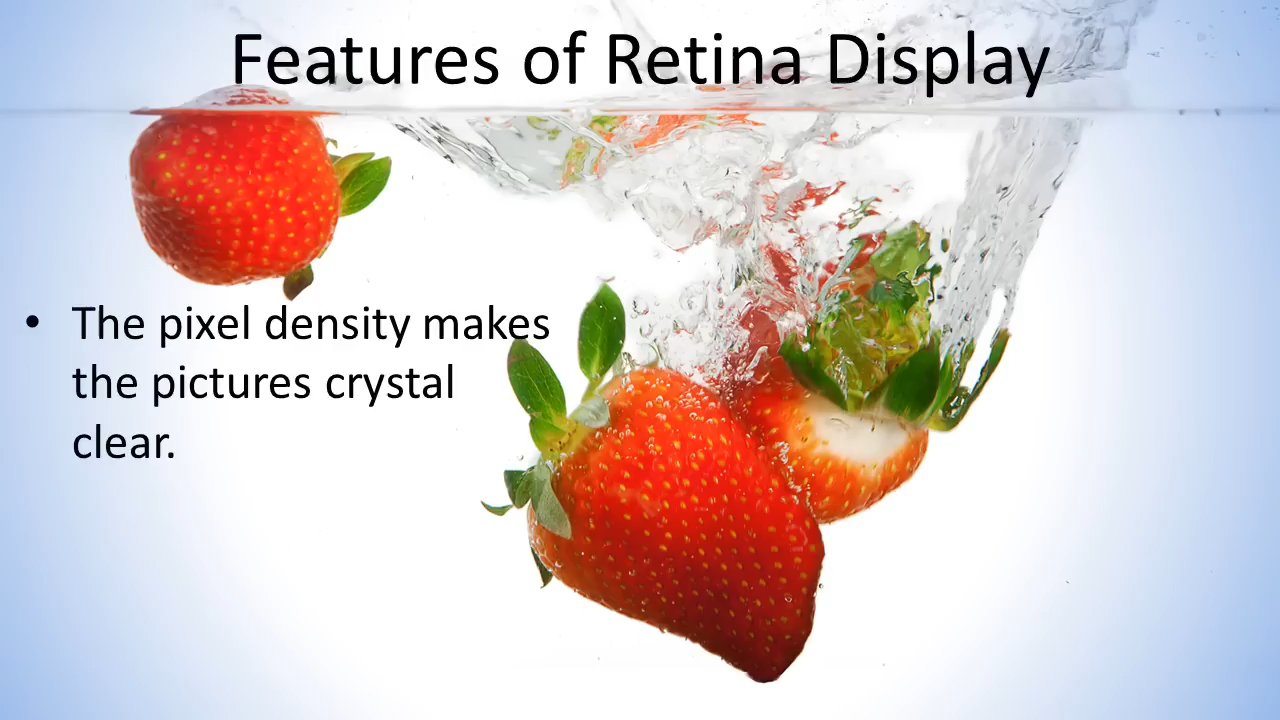 Features of Retina Display
• The pixel density makes
the pictures crystal
clear.